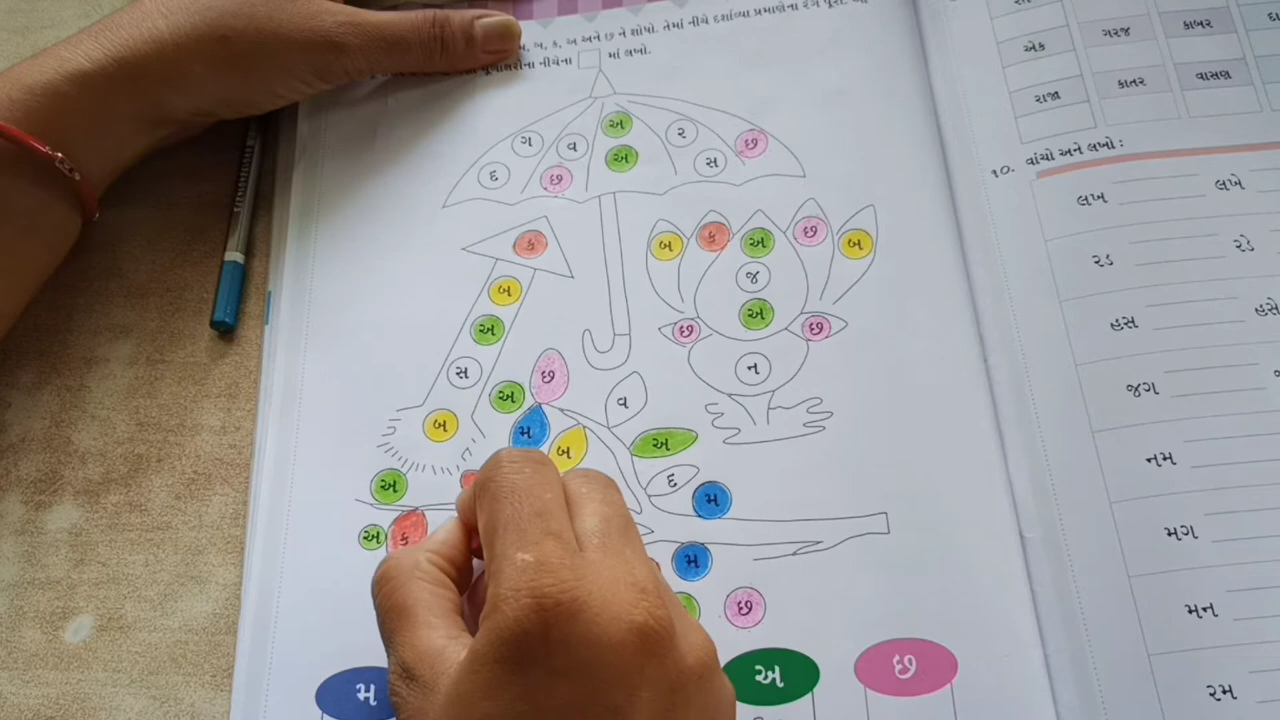 બ, ક, અ અને છ ને શોધો. તેમાં નીચે દર્શાવ્યા પ્રમાણેના રંગ પૂરો.
નીચેના માં લખો.
ગ વ અ ર છ
દ છ અ સ
ક
બ
અ
સ
બ
બ ક અ છ બ
જ
અ
છ છ
ન
અ છ વ
મ બ અ
દ મ
અ
અ ક
મ
છ
મ અ છ
એક ગરજ કાબર
રાજા કાતર વાસણ
૧૦. વાંચો અને લખો :
લખ લખે
રડ રડે
હસ હસે
જગ
નમ
મગ
મન
રમ